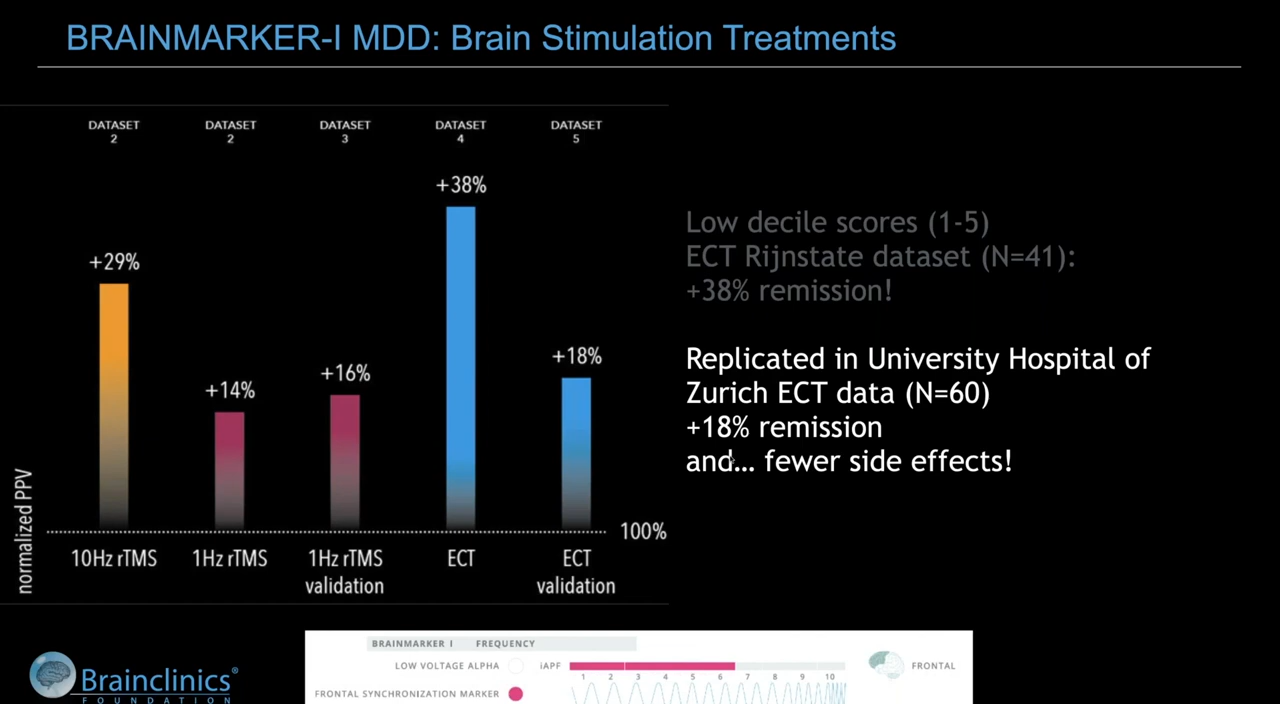 BRAINMARKER-I MDD: Brain Stimulation Treatments
DATASET 2
DATASET 2
DATASET 3
DATASET 4
DATASET 5
+29%
+14%
+16%
+38%
+18%
normalized PPV
100%
10Hz rTMS
1Hz rTMS
1Hz rTMS
validation
ECT
ECT
validation
Low decile scores (1-5)
ECT Rijnstate dataset (N=41):
+38% remission!
Replicated in University Hospital of
Zurich ECT data (N=60)
+18% remission
and... fewer side effects!
Brainclinics®
FOUNDATION
BRAINMARKER I FREQUENCY
LOW VOLTAGE ALPHA iAPF
1 2 3 4 5 6 7 8 9 10
FRONTAL
FRONTAL SYNCHRONIZATION MARKER